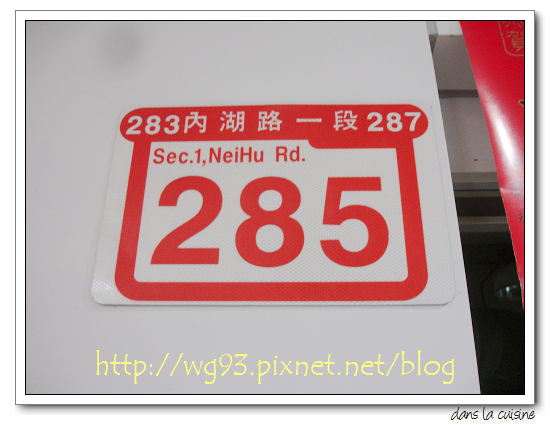 283內湖路一段287
Sec.1,NeiHu Rd.
285
http://wg93.pixnet.net/blog
dans la cuisine